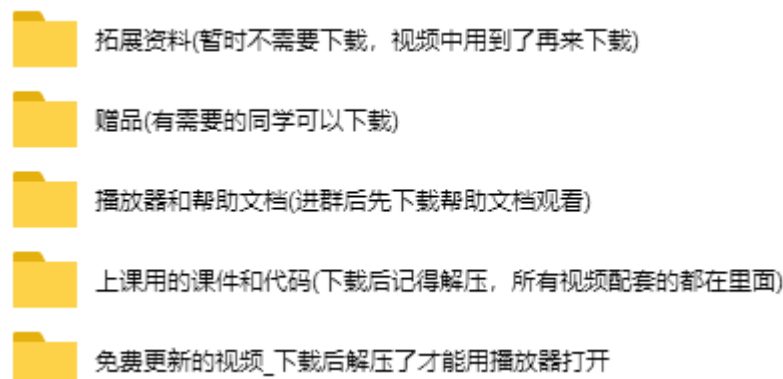 拓展资料(暂时不需要下载，视频中用到了再来下载)
赠品(有需要的同学可以下载)
播放器和帮助文档(进群后先下载帮助文档观看)
上课用的课件和代码(下载后记得解压，所有视频配套的都在里面)
免费更新的视频_下载后解压了才能用播放器打开